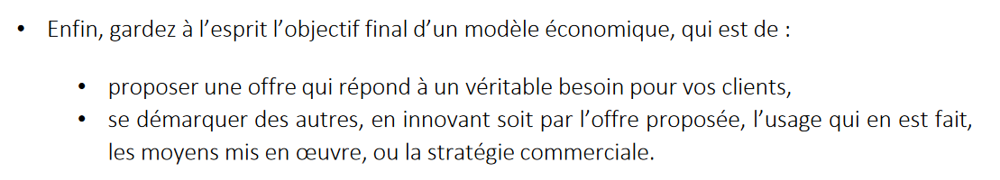 • Enfin, gardez à l’esprit l’objectif final d’un modèle économique, qui est de :
• proposer une offre qui répond à un véritable besoin pour vos clients,
• se démarquer des autres, en innovant soit par l’offre proposée, l’usage qui en est fait,
les moyens mis en œuvre, ou la stratégie commerciale.